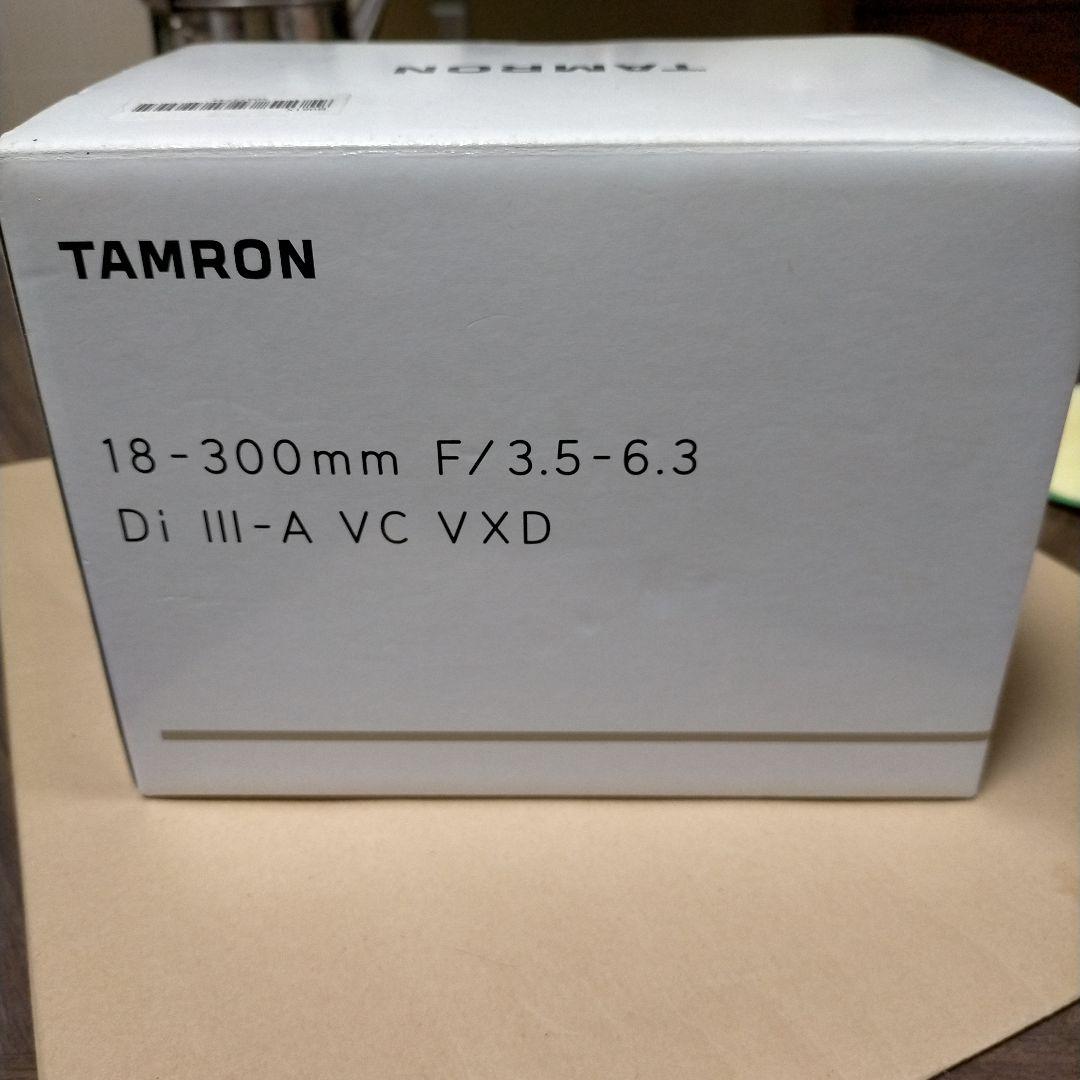 TAMRON
TAMRON
18-300mm F/3.5-6.3
Di III-A VC VXD